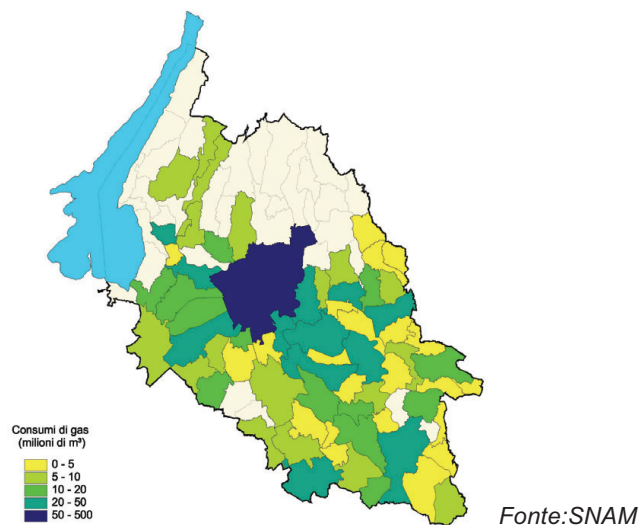 Consumi di gas
(milioni di m³)
0 - 5
5 - 10
10 - 20
20 - 50
50 - 500
Fonte:SNAM